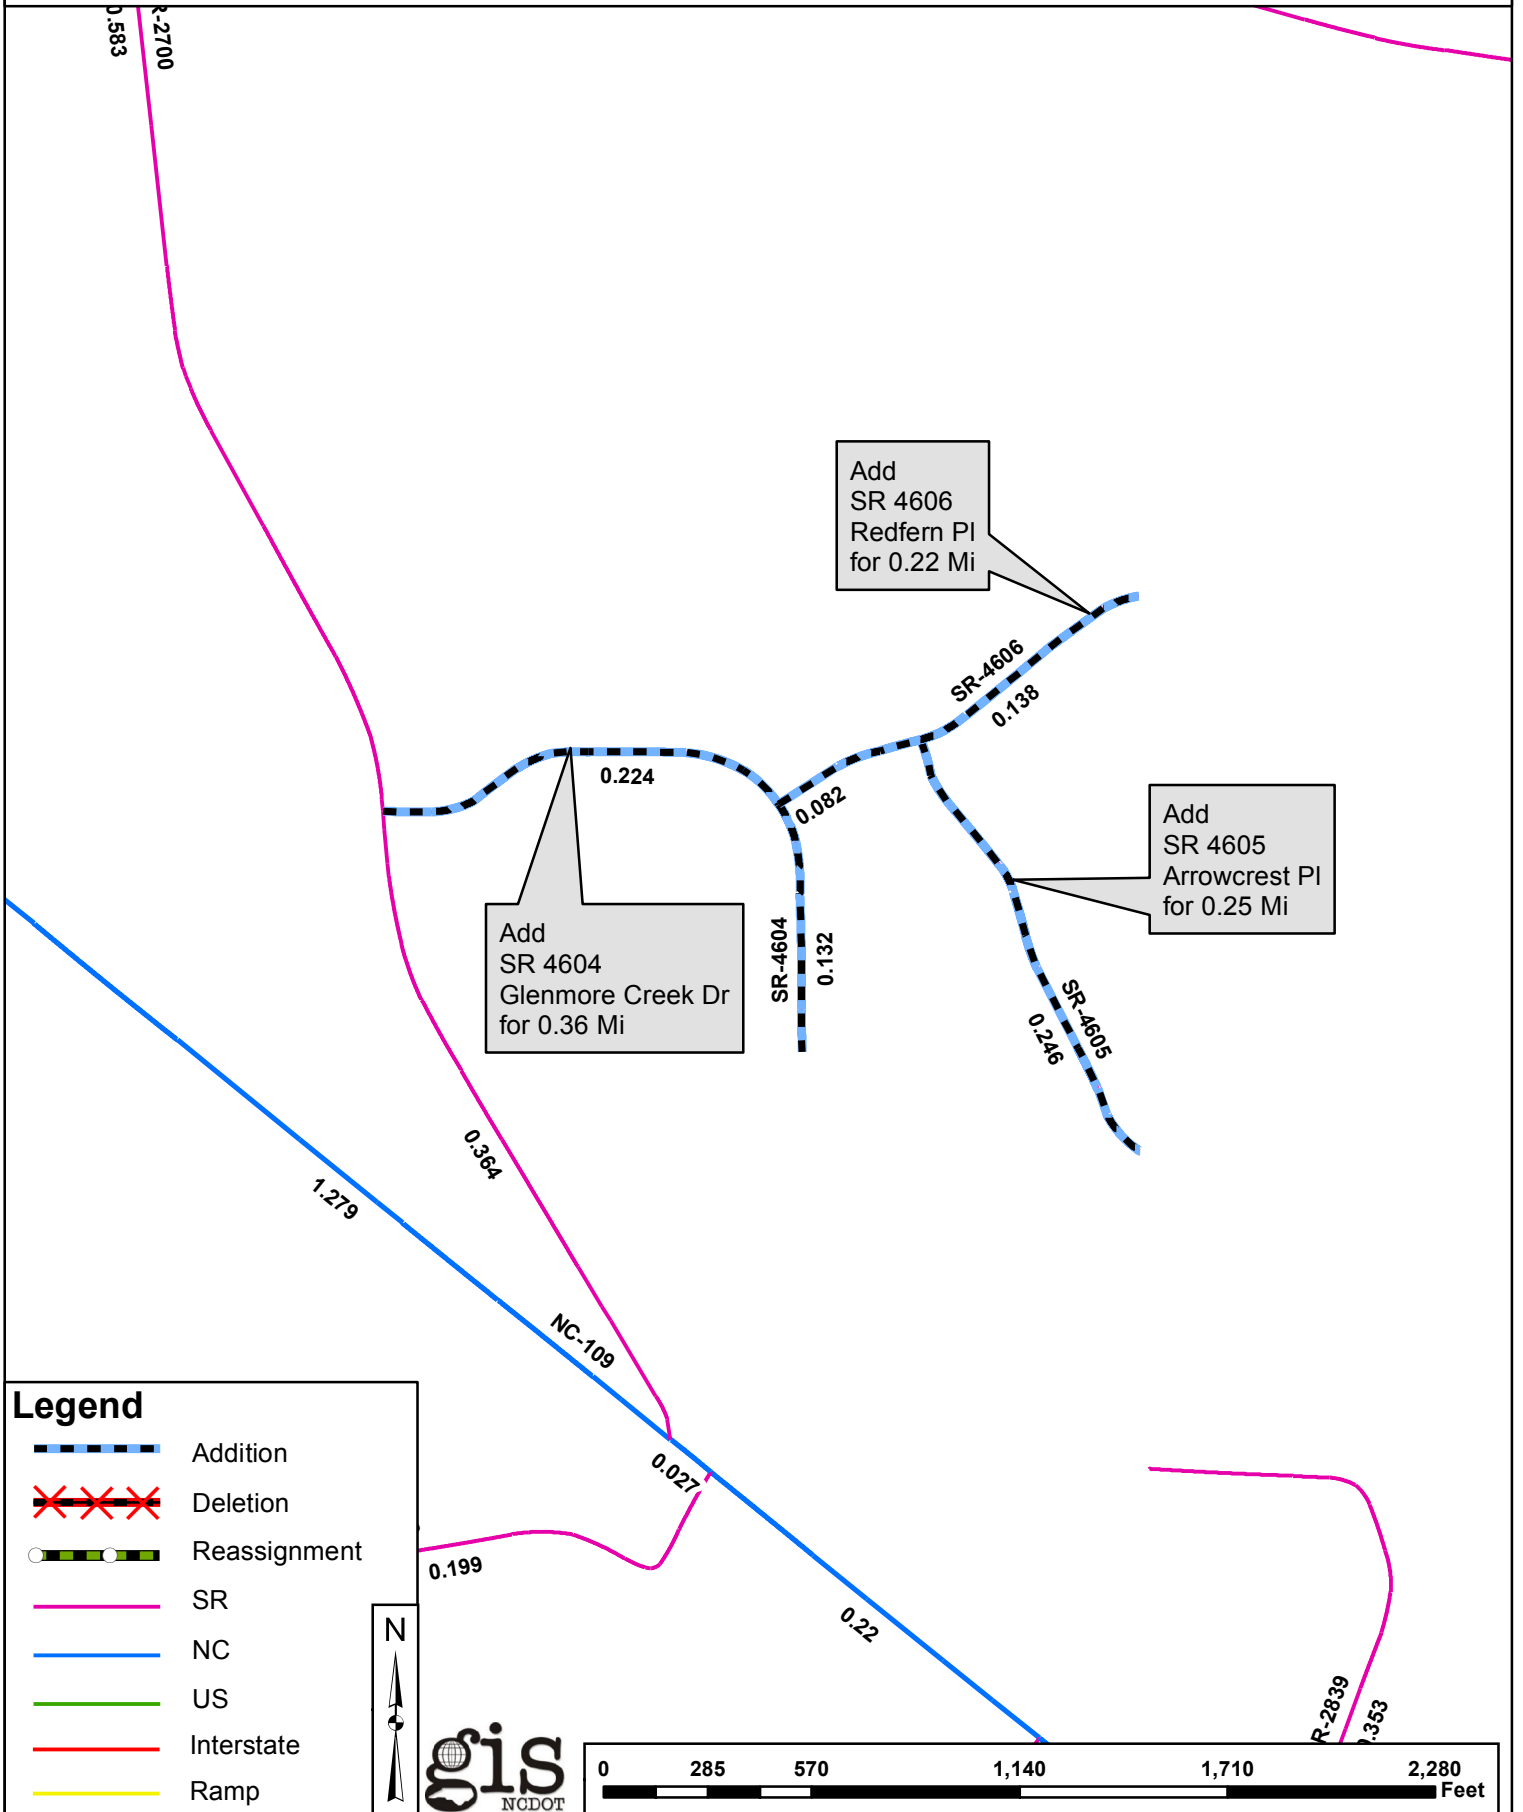 0.583
R-2700
Add
SR 4606
Redfern Pl
for 0.22 Mi
SR-4606
0.138
0.224
0.082
Add
SR 4605
Arrowcrest Pl
for 0.25 Mi
Add
SR 4604
Glenmore Creek Dr
for 0.36 Mi
SR-4604
0.132
SR-4605
0.246
0.364
1.279
NC-109
0.027
0.199
0.22
R-2839
0.353
Legend
Addition
Deletion
Reassignment
SR
NC
US
Interstate
Ramp
N
gis
NCDOT
0 285 570 1,140 1,710 2,280
Feet